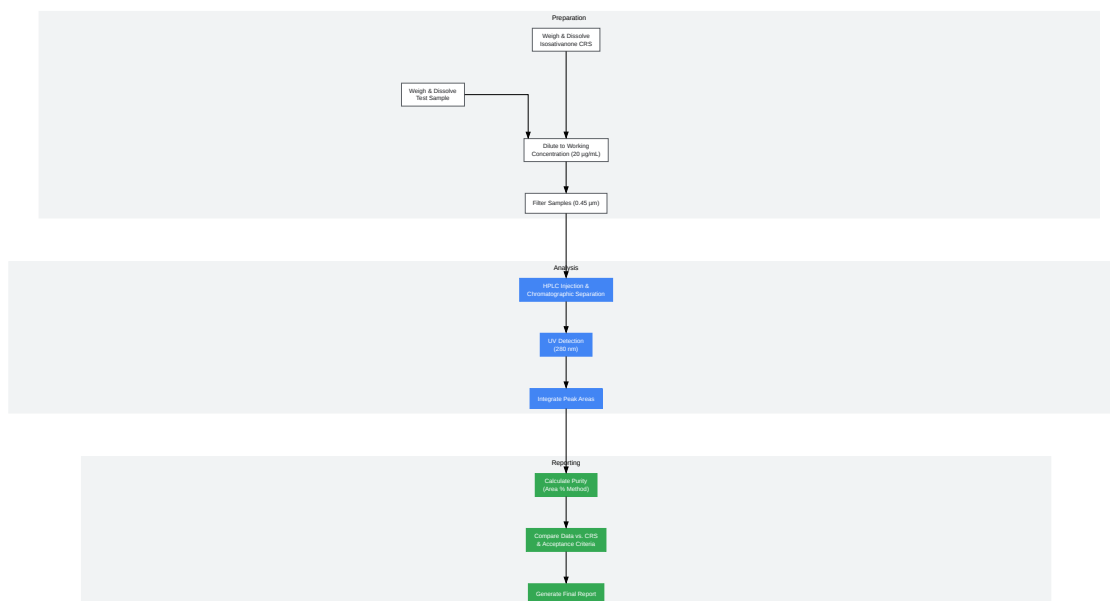 Preparation
Weigh & Dissolve
Isosativanone CRS
Weigh & Dissolve
Test Sample
Dilute to Working
Concentration (20 µg/mL)
Filter Samples (0.45 µm)
Analysis
HPLC Injection &
Chromatographic Separation
UV Detection
(280 nm)
Integrate Peak Areas
Reporting
Calculate Purity
(Area % Method)
Compare Data vs. CRS
& Acceptance Criteria
Generate Final Report